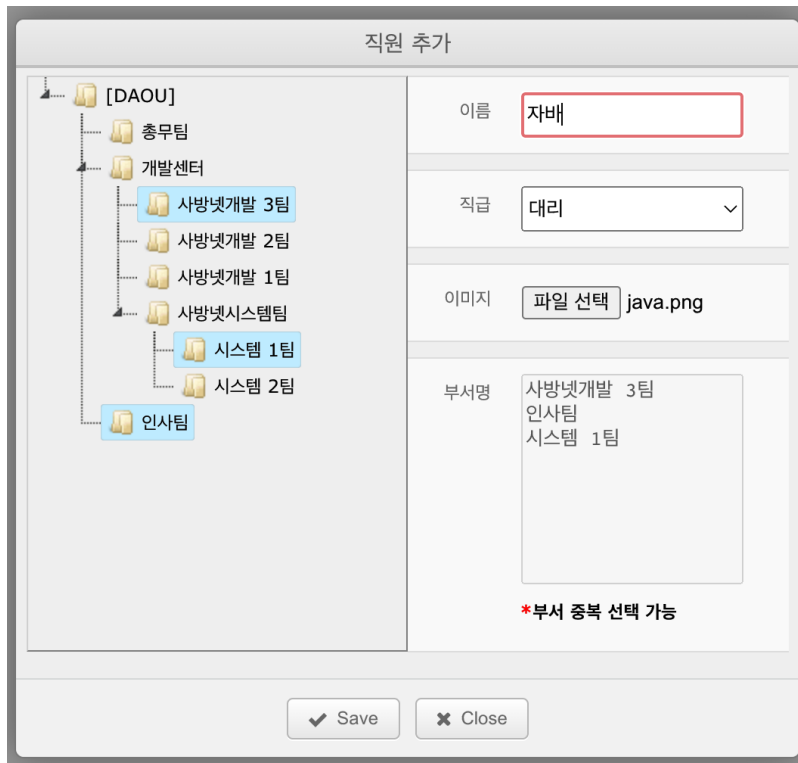 직원 추가
[DAOU]
총무팀
개발센터
사방넷개발 3팀
사방넷개발 2팀
사방넷개발 1팀
사방넷시스템팀
시스템 1팀
시스템 2팀
인사팀
이름
자배
직급
대리
이미지
파일 선택 java.png
부서명
사방넷개발 3팀
인사팀
시스템 1팀
*부서 중복 선택 가능
Save
Close